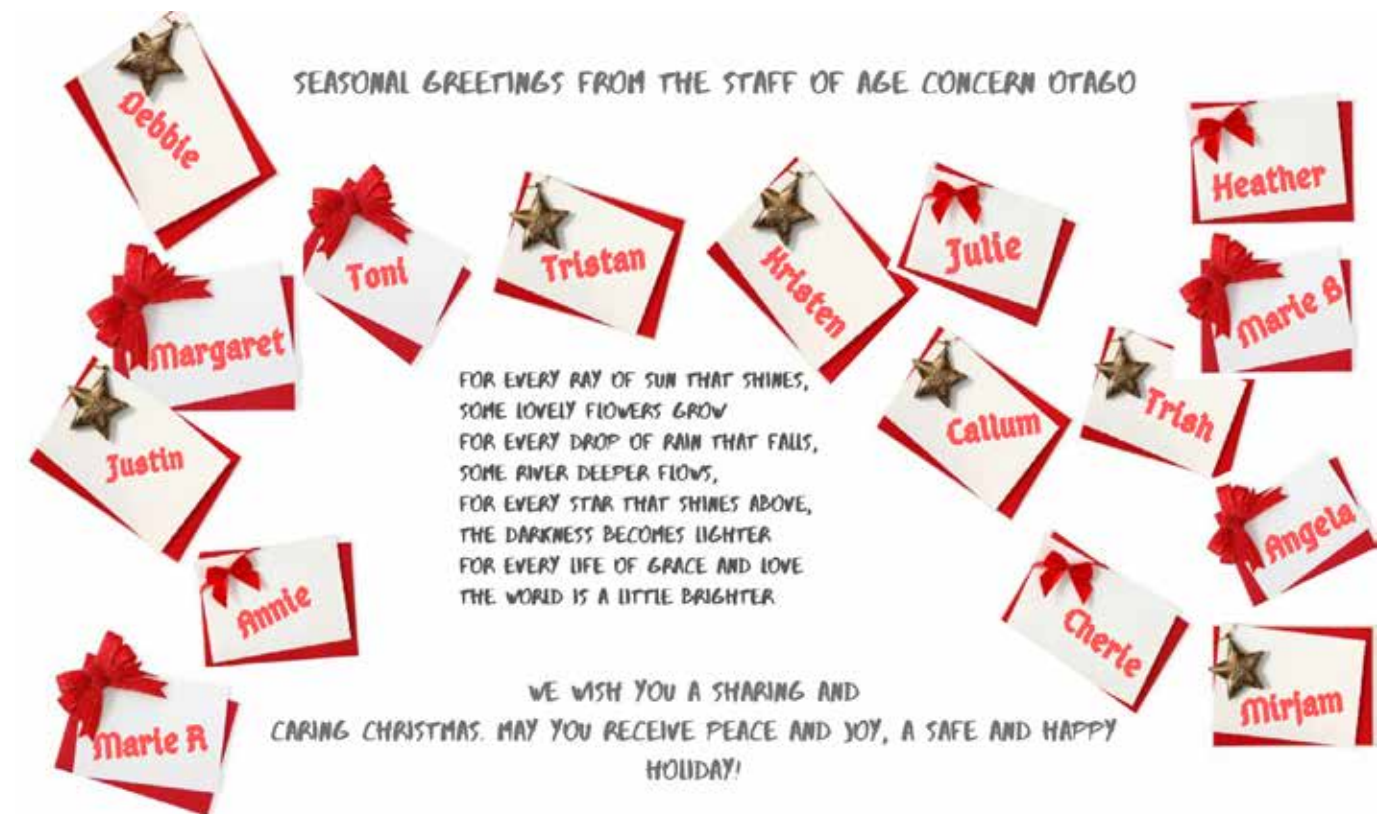 SEASONAL GREETINGS FROM THE STAFF OF AGE CONCERN OTAGO
Debbie
Toni
Tristan
Kristen
Julie
Heather
Margaret
Marie B
Justin
Callum
Trish
Angela
Annie
Cherie
Marie R
Mirjam
FOR EVERY RAY OF SUN THAT SHINES,
SOME LOVELY FLOWERS GROW
FOR EVERY DROP OF RAIN THAT FALLS,
SOME RIVER DEEPER FLOWS,
FOR EVERY STAR THAT SHINES ABOVE,
THE DARKNESS BECOMES LIGHTER
FOR EVERY LIFE OF GRACE AND LOVE
THE WORLD IS A LITTLE BRIGHTER
WE WISH YOU A SHARING AND
CARING CHRISTMAS. MAY YOU RECEIVE PEACE AND JOY, A SAFE AND HAPPY
HOLIDAY!